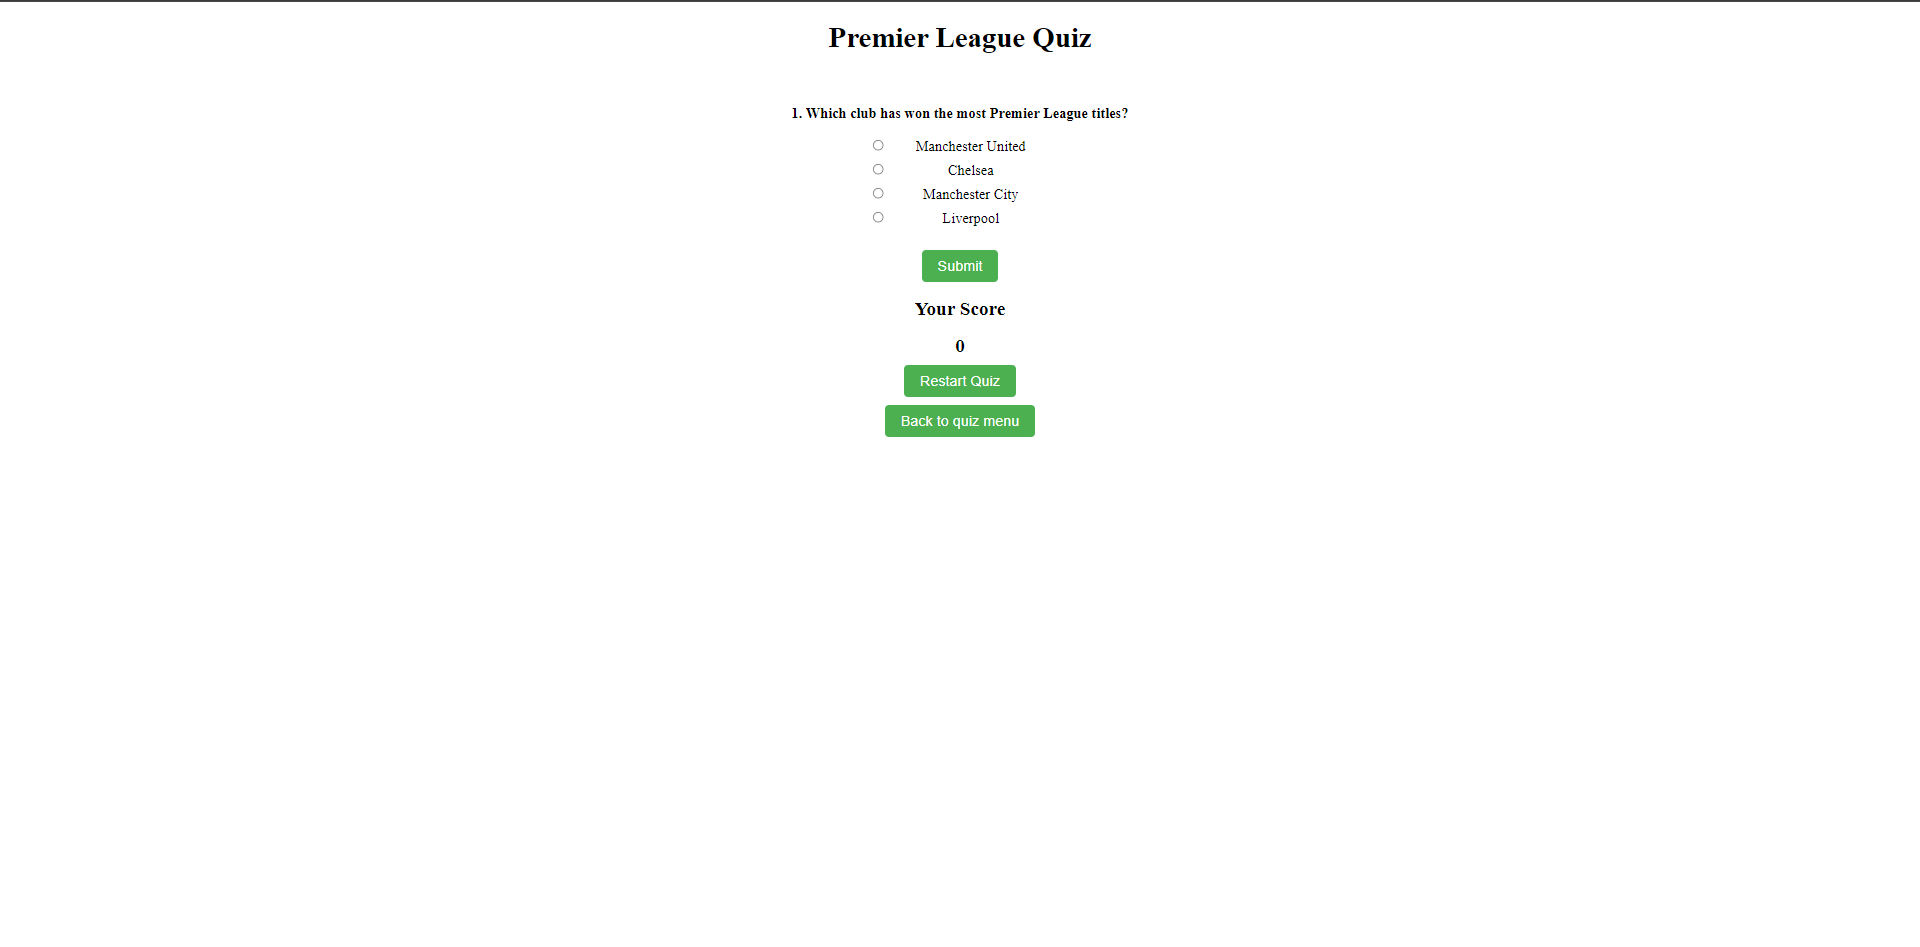 Premier League Quiz
1. Which club has won the most Premier League titles?
Manchester United
Chelsea
Manchester City
Liverpool
Submit
Your Score
0
Restart Quiz
Back to quiz menu